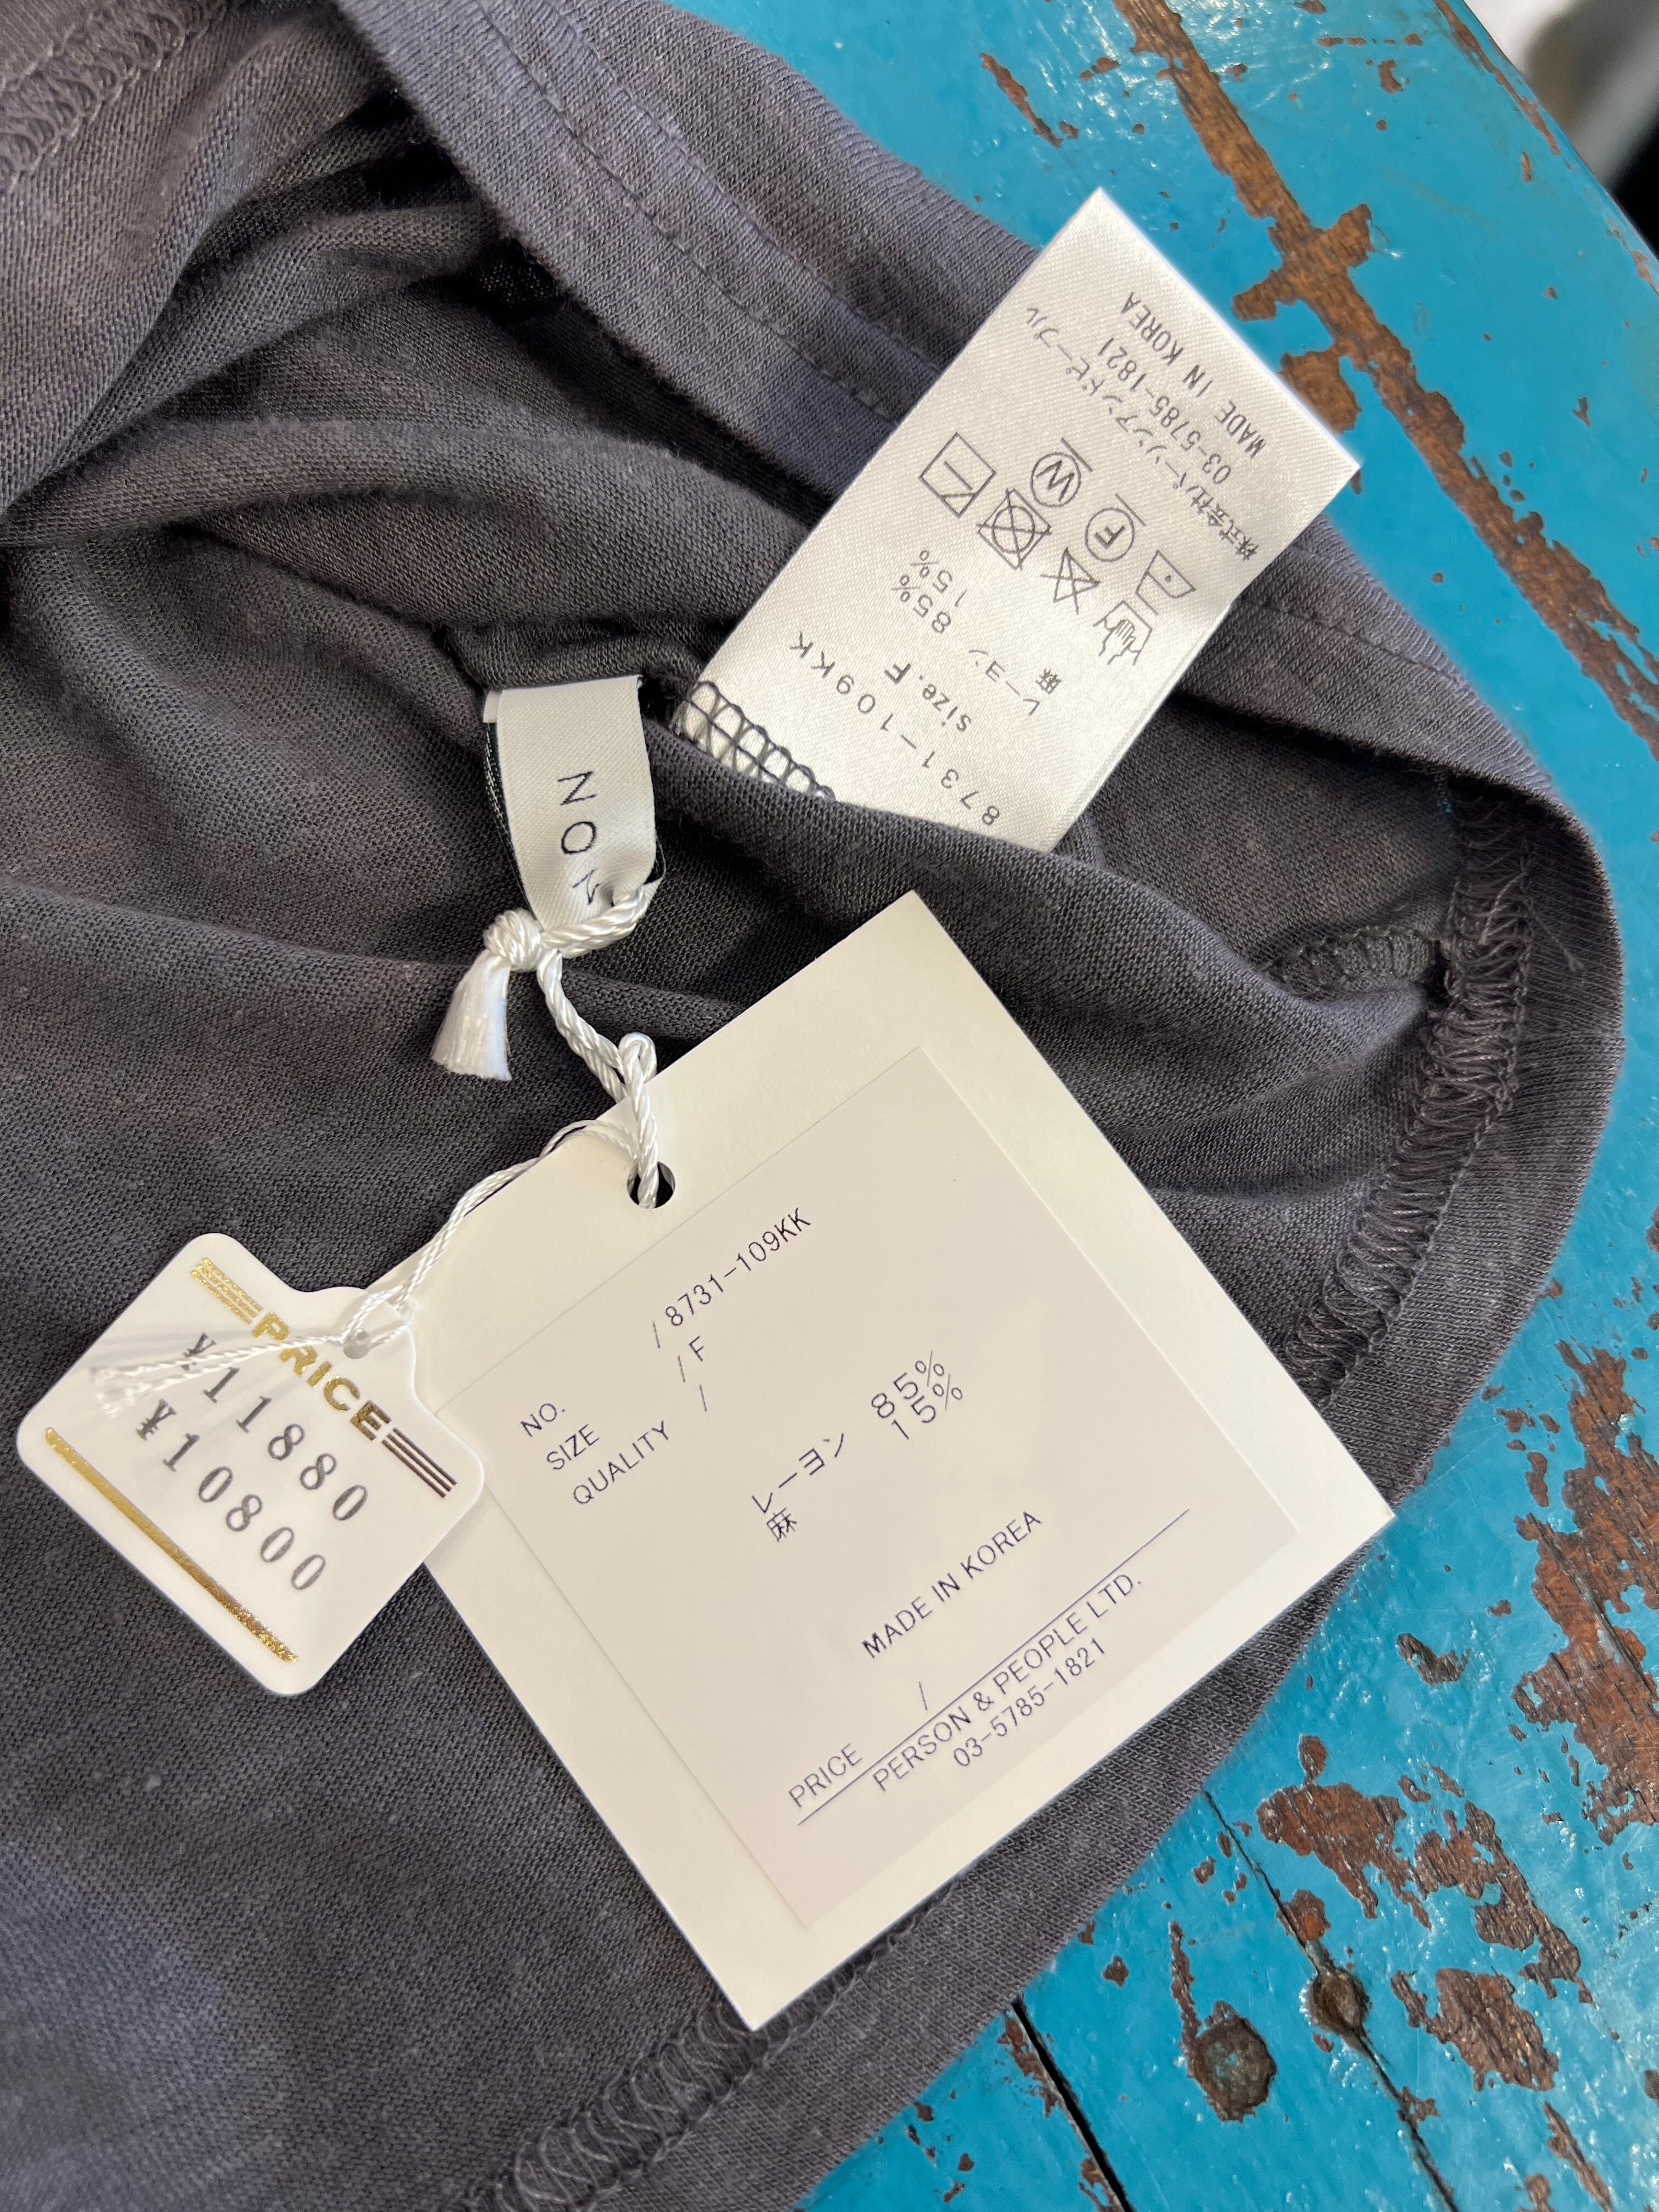 株式会社パーソンアンドピープル
03-5785-1821
MADE IN KOREA
W
F
8731-109KK
size. F
レーヨン 85%
麻 15%
PRICE
¥11880
¥10800
NO. / 8731-109KK
SIZE / F
QUALITY /
レーヨン 85%
麻 15%
MADE IN KOREA
PRICE /
PERSON & PEOPLE LTD.
03-5785-1821